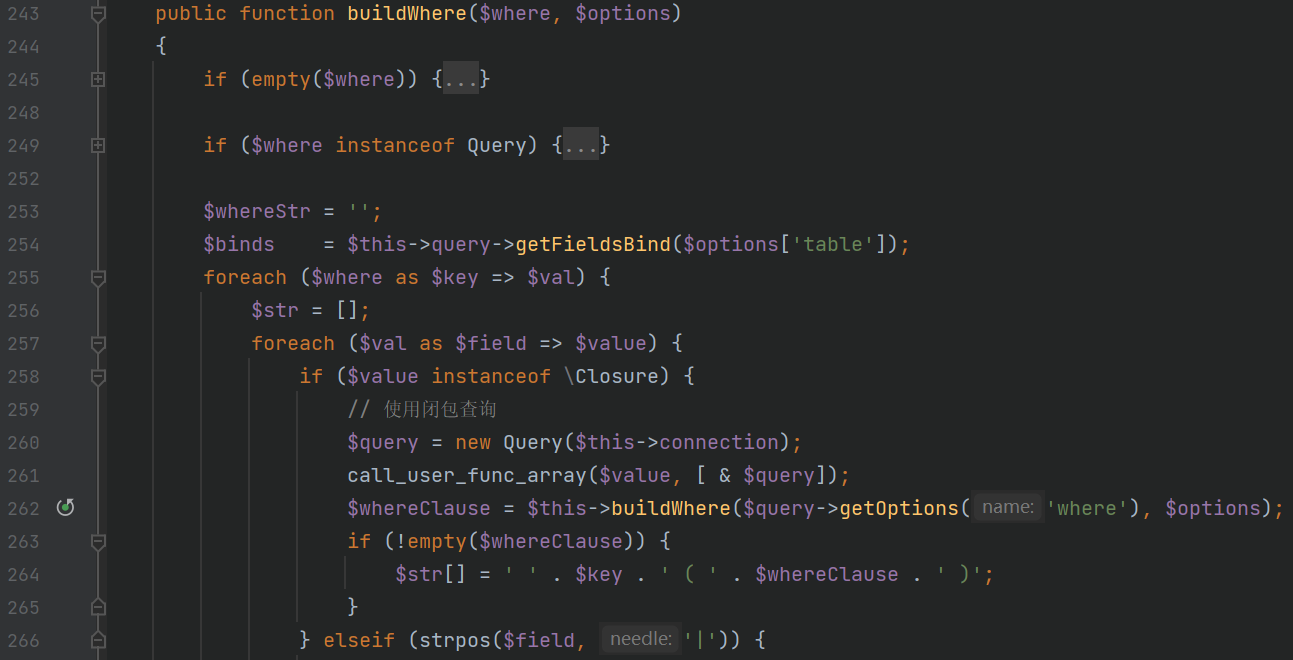 243 public function buildWhere($where, $options)
244 {
245 if (empty($where)) {...}
248
249 if ($where instanceof Query) {...}
252
253 $whereStr = '';
254 $binds    = $this->query->getFieldsBind($options['table']);
255 foreach ($where as $key => $val) {
256 $str = [];
257 foreach ($val as $field => $value) {
258 if ($value instanceof \Closure) {
259 // 使用闭包查询
260 $query = new Query($this->connection);
261 call_user_func_array($value, [ & $query]);
262 $whereClause = $this->buildWhere($query->getOptions( name: 'where'), $options);
263 if (!empty($whereClause)) {
264 $str[] = ' ' . $key . ' ( ' . $whereClause . ' )';
265 }
266 } elseif (strpos($field, needle: '|')) {